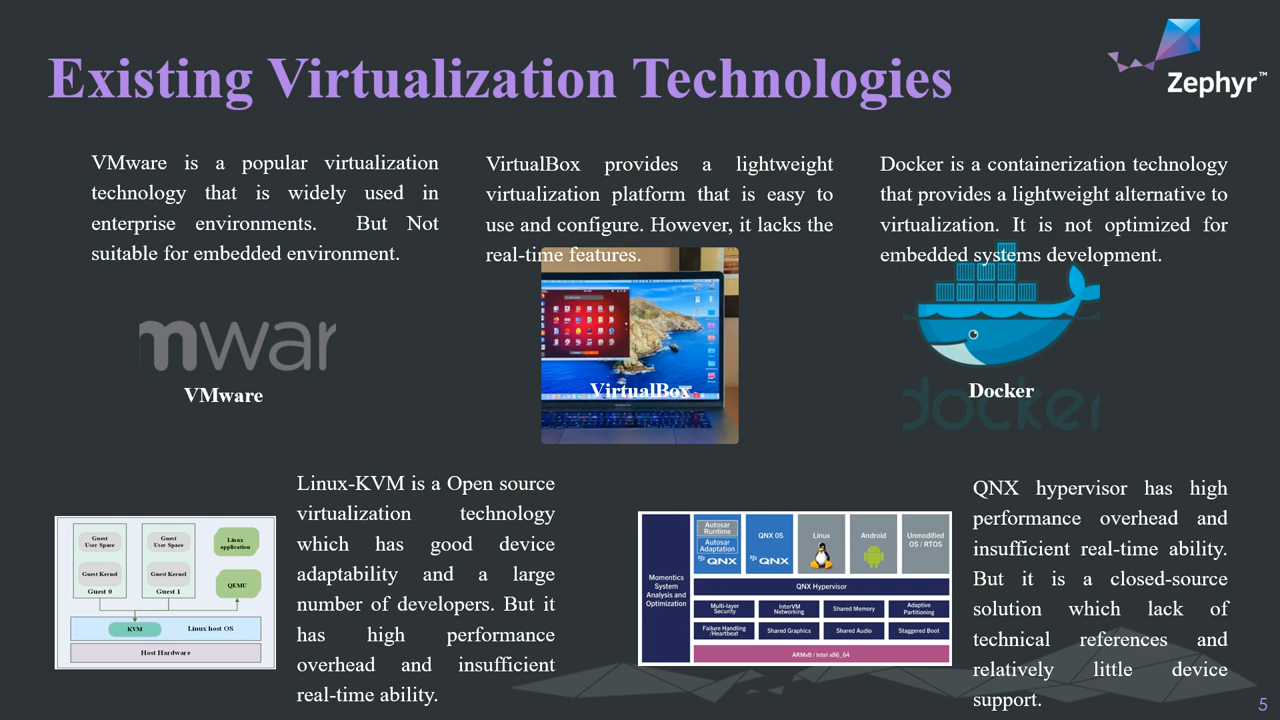 Existing Virtualization Technologies
Zephyr™
VMware is a popular virtualization
technology that is widely used in
enterprise environments. But Not
suitable for embedded environment.
mwar
VMware
VirtualBox provides a lightweight
virtualization platform that is easy to
use and configure. However, it lacks the
real-time features.
VirtualBox
Docker is a containerization technology
that provides a lightweight alternative to
virtualization. It is not optimized for
embedded systems development.
Docker
docker
Guest User Space
Guest Kernel
Guest 0
Guest User Space
Guest Kernel
Guest 1
Linux application
QEMU
KVM
Linux host OS
Host Hardware
Linux-KVM is a Open source
virtualization technology
which has good device
adaptability and a large
number of developers. But it
has high performance
overhead and insufficient
real-time ability.
Momentics
System
Analysis and
Optimization
Autosar
Runtime
Autosar
Adaptation
QNX
QNX OS
QNX
Linux
Android
Unmodified
OS / RTOS
QNX Hypervisor
Multi-layer
Security
InterVM
Networking
Shared Memory
Adaptive
Partitioning
Failure Handling
/Heartbeat
Shared Graphics
Shared Audio
Staggered Boot
ARMv8 / Intel x86_64
QNX hypervisor has high
performance overhead and
insufficient real-time ability.
But it is a closed-source
solution which lack of
technical references and
relatively little device
support.
5